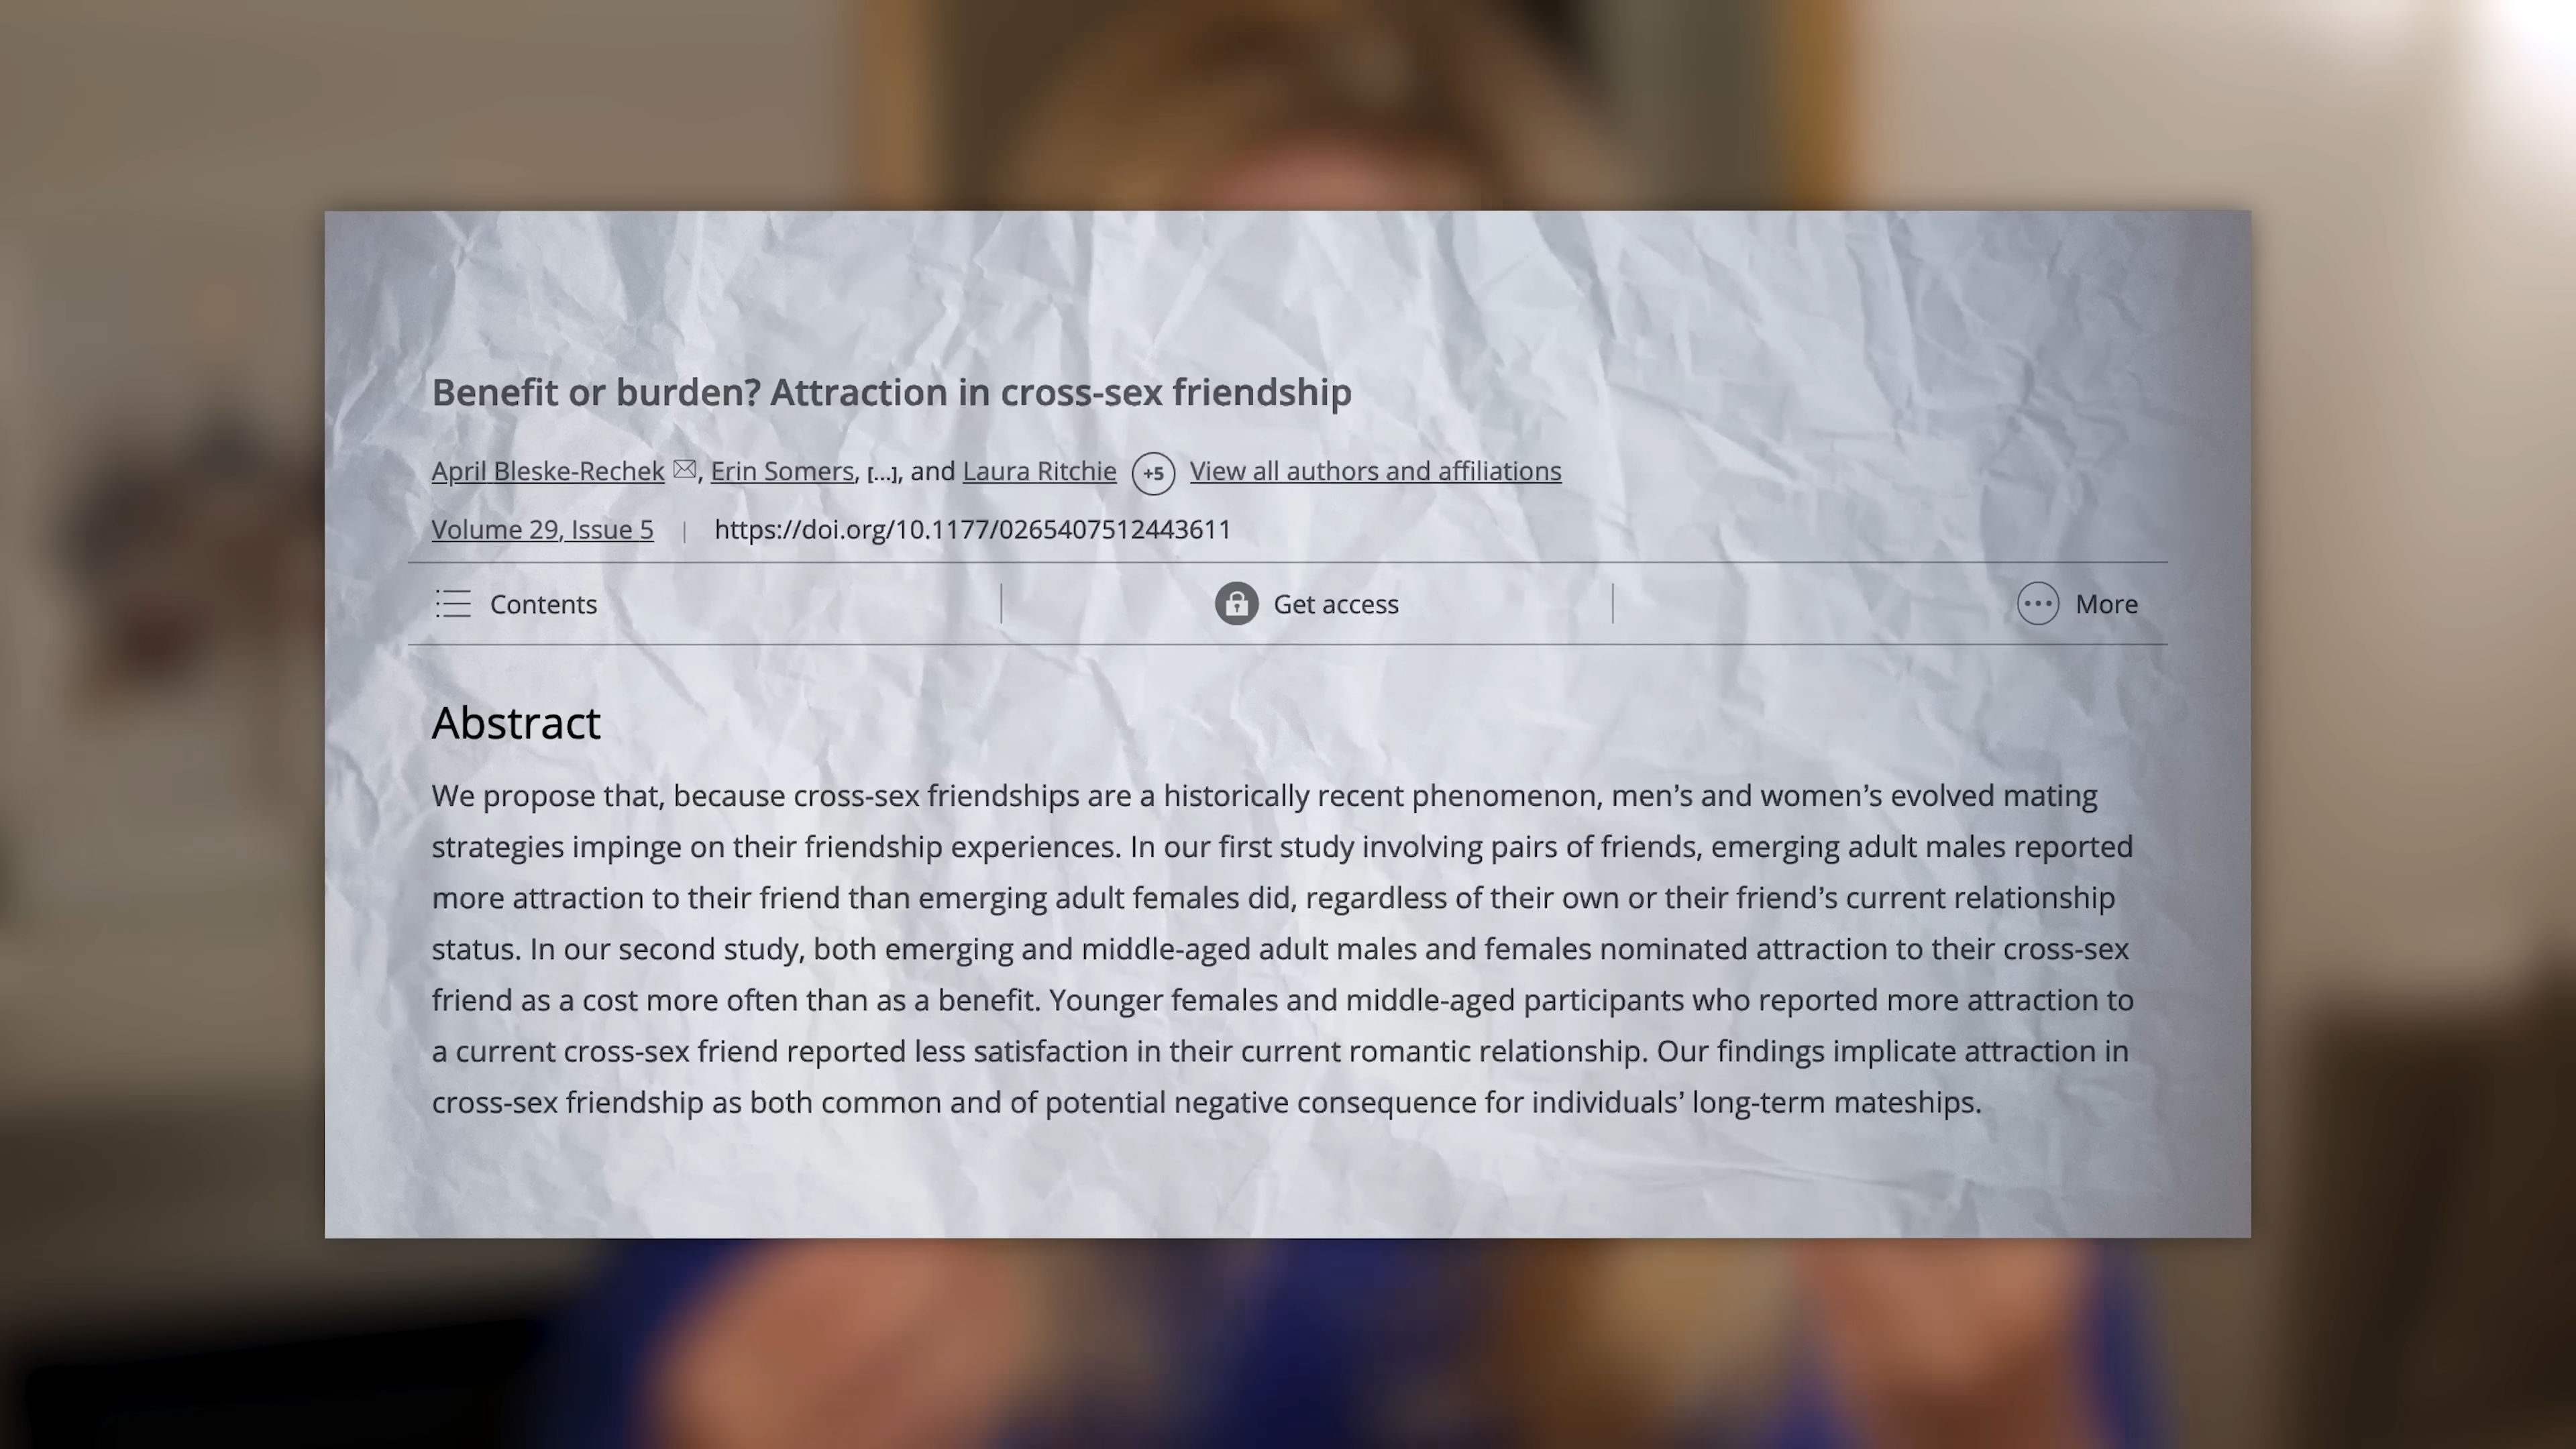 Benefit or burden? Attraction in cross-sex friendship
April Bleske-Rechek, Erin Somers, [...], and Laura Ritchie +5 View all authors and affiliations
Volume 29, Issue 5 | https://doi.org/10.1177/0265407512443611
Contents | Get access | More
Abstract
We propose that, because cross-sex friendships are a historically recent phenomenon, men’s and women’s evolved mating
strategies impinge on their friendship experiences. In our first study involving pairs of friends, emerging adult males reported
more attraction to their friend than emerging adult females did, regardless of their own or their friend’s current relationship
status. In our second study, both emerging and middle-aged adult males and females nominated attraction to their cross-sex
friend as a cost more often than as a benefit. Younger females and middle-aged participants who reported more attraction to
a current cross-sex friend reported less satisfaction in their current romantic relationship. Our findings implicate attraction in
cross-sex friendship as both common and of potential negative consequence for individuals’ long-term mateships.